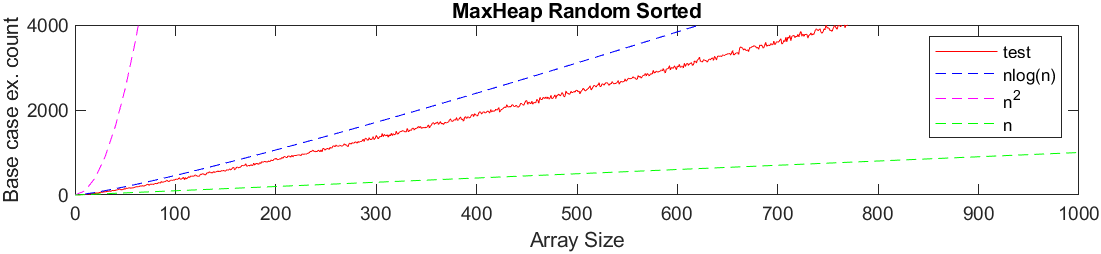 MaxHeap Random Sorted
Base case ex. count
4000
2000
0
test
nlog(n)
n²
n
0 100 200 300 400 500 600 700 800 900 1000
Array Size